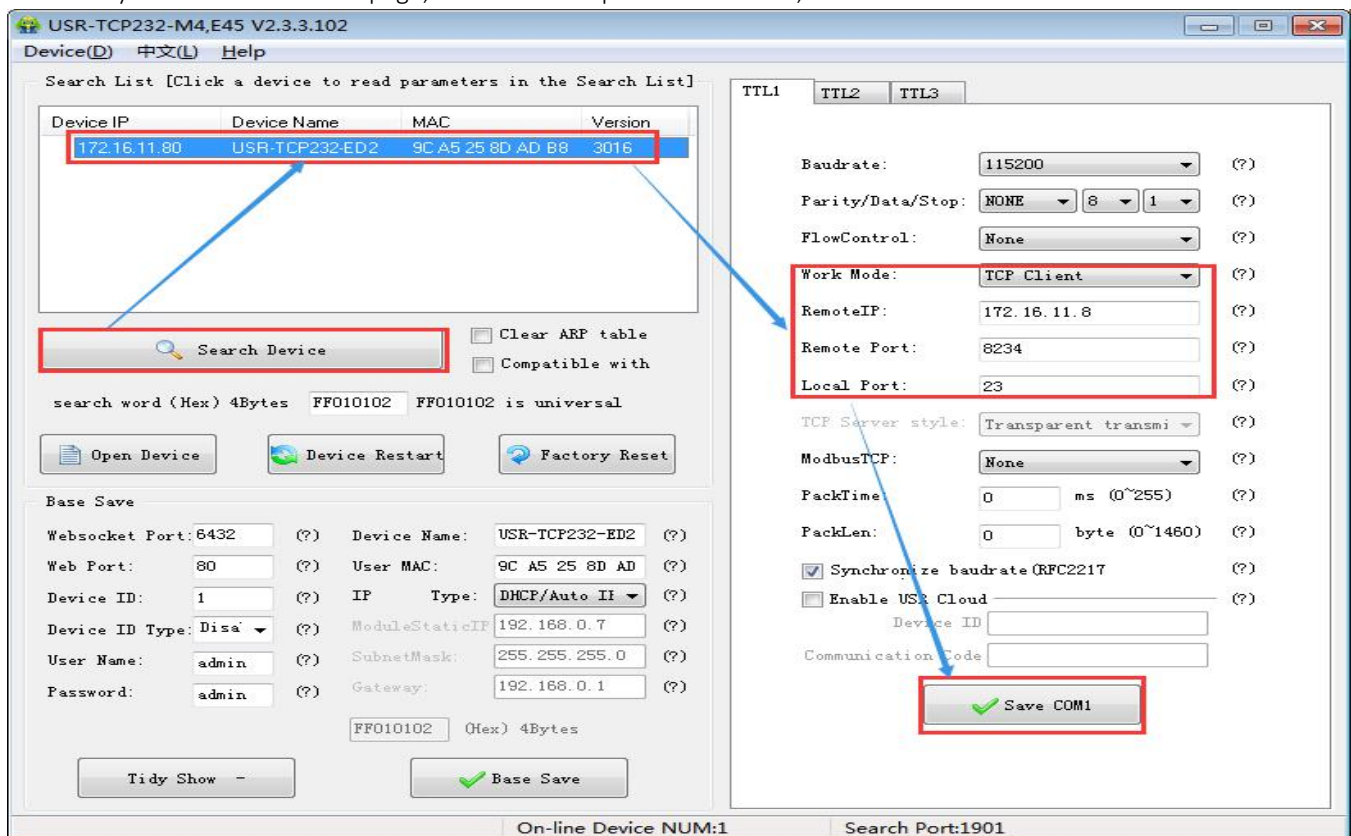 USR-TCP232-M4,E45 V2.3.3.102
Device(D) 中文(L) Help
Search List [Click a device to read parameters in the Search List]
Device IP Device Name MAC Version
172.16.11.80 USR-TCP232-ED2 9C A5 25 8D AD B8 3016
Search Device
Clear ARP table
Compatible with
search word (Hex) 4Bytes FF010102 FF010102 is universal
Open Device Device Restart Factory Reset
Base Save
Websocket Port: 6432 (?) Device Name: USR-TCP232-ED2 (?)
Web Port: 80 (?) User MAC: 9C A5 25 8D AD (?)
Device ID: 1 (?) IP Type: DHCP/Auto II (?)
Device ID Type: Disa (?) ModuleStaticIP 192.168.0.7 (?)
User Name: admin (?) SubnetMask: 255.255.255.0 (?)
Password: admin (?) Gateway: 192.168.0.1 (?)
FF010102 (Hex) 4Bytes
Tidy Show - Base Save
TTL1 TTL2 TTL3
Baudrate: 115200 (?)
Parity/Data/Stop: NONE 8 1 (?)
FlowControl: None (?)
Work Mode: TCP Client (?)
RemoteIP: 172.16.11.8 (?)
Remote Port: 8234 (?)
Local Port: 23 (?)
TCP Server style: Transparent transmi (?)
ModbusTCP: None (?)
PackTime: 0 ms (0~255) (?)
PackLen: 0 byte (0~1460) (?)
Synchronize baudrate(RFC2217 (?)
Enable USR Cloud (?)
Device ID
Communication Code
Save COM1
On-line Device NUM:1 Search Port:1901